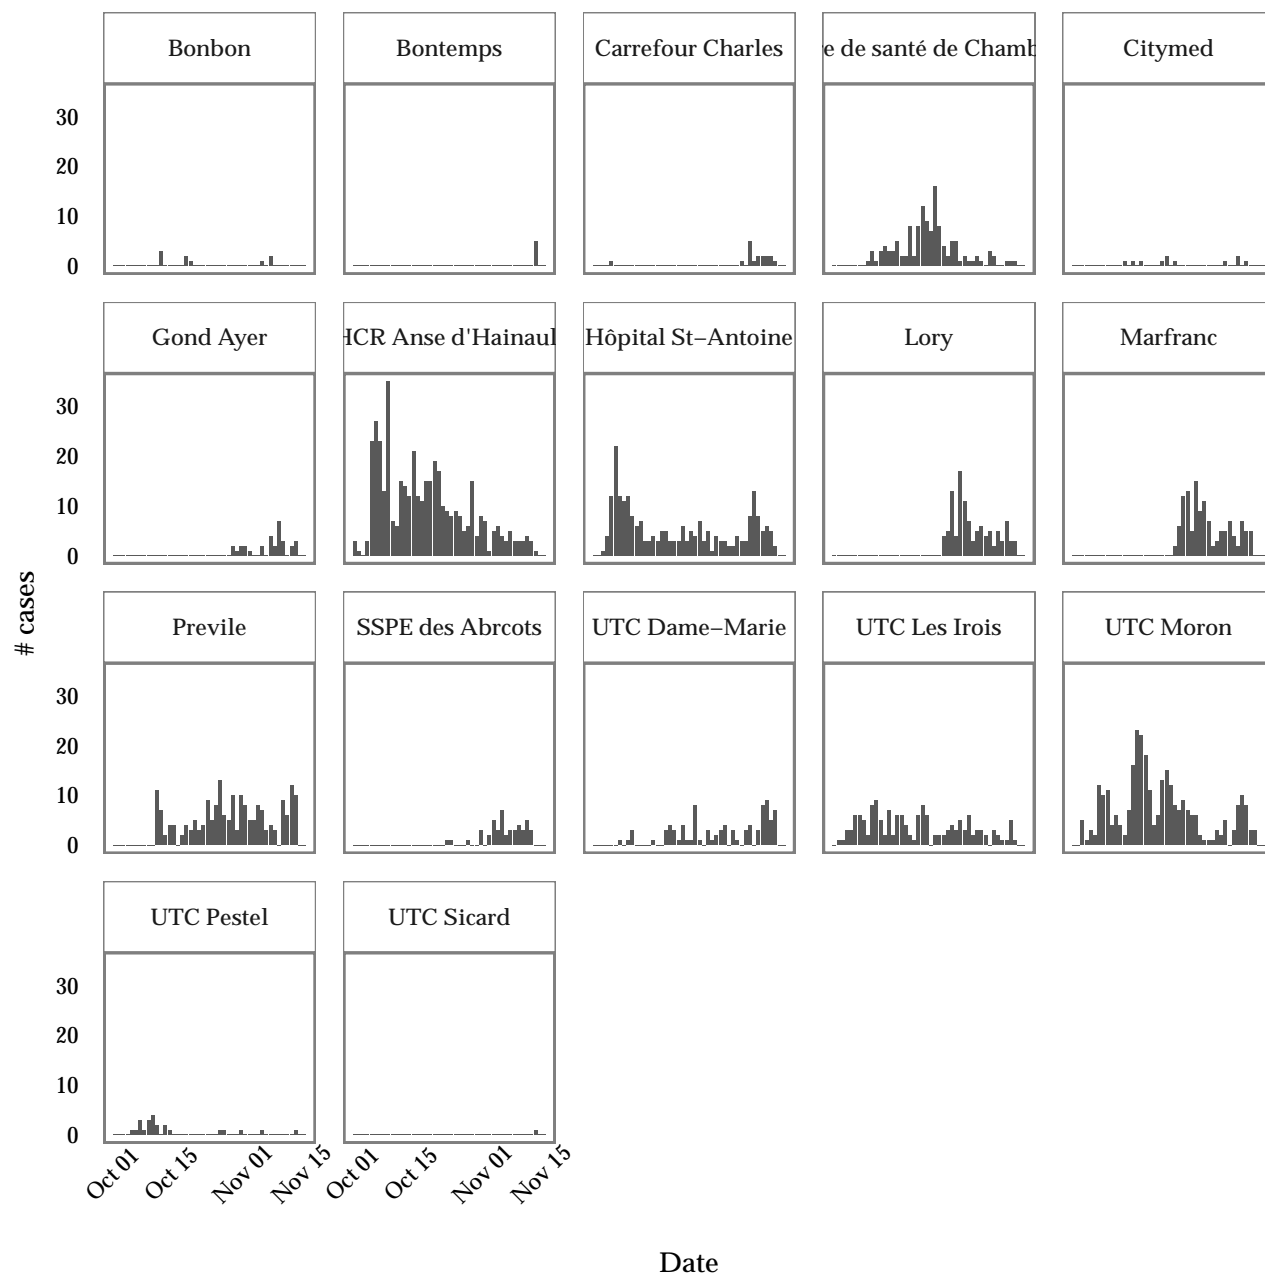 Bonbon
Bontemps
Carrefour Charles
e de santé de Chamb
Citymed
30
20
10
0
Gond Ayer
HCR Anse d'Hainaul
Hôpital St−Antoine
Lory
Marfranc
30
20
10
0
# cases
Previle
SSPE des Abrcots
UTC Dame−Marie
UTC Les Irois
UTC Moron
30
20
10
0
UTC Pestel
UTC Sicard
30
20
10
0
Oct 01
Oct 15
Nov 01
Nov 15
Oct 01
Oct 15
Nov 01
Nov 15
Date